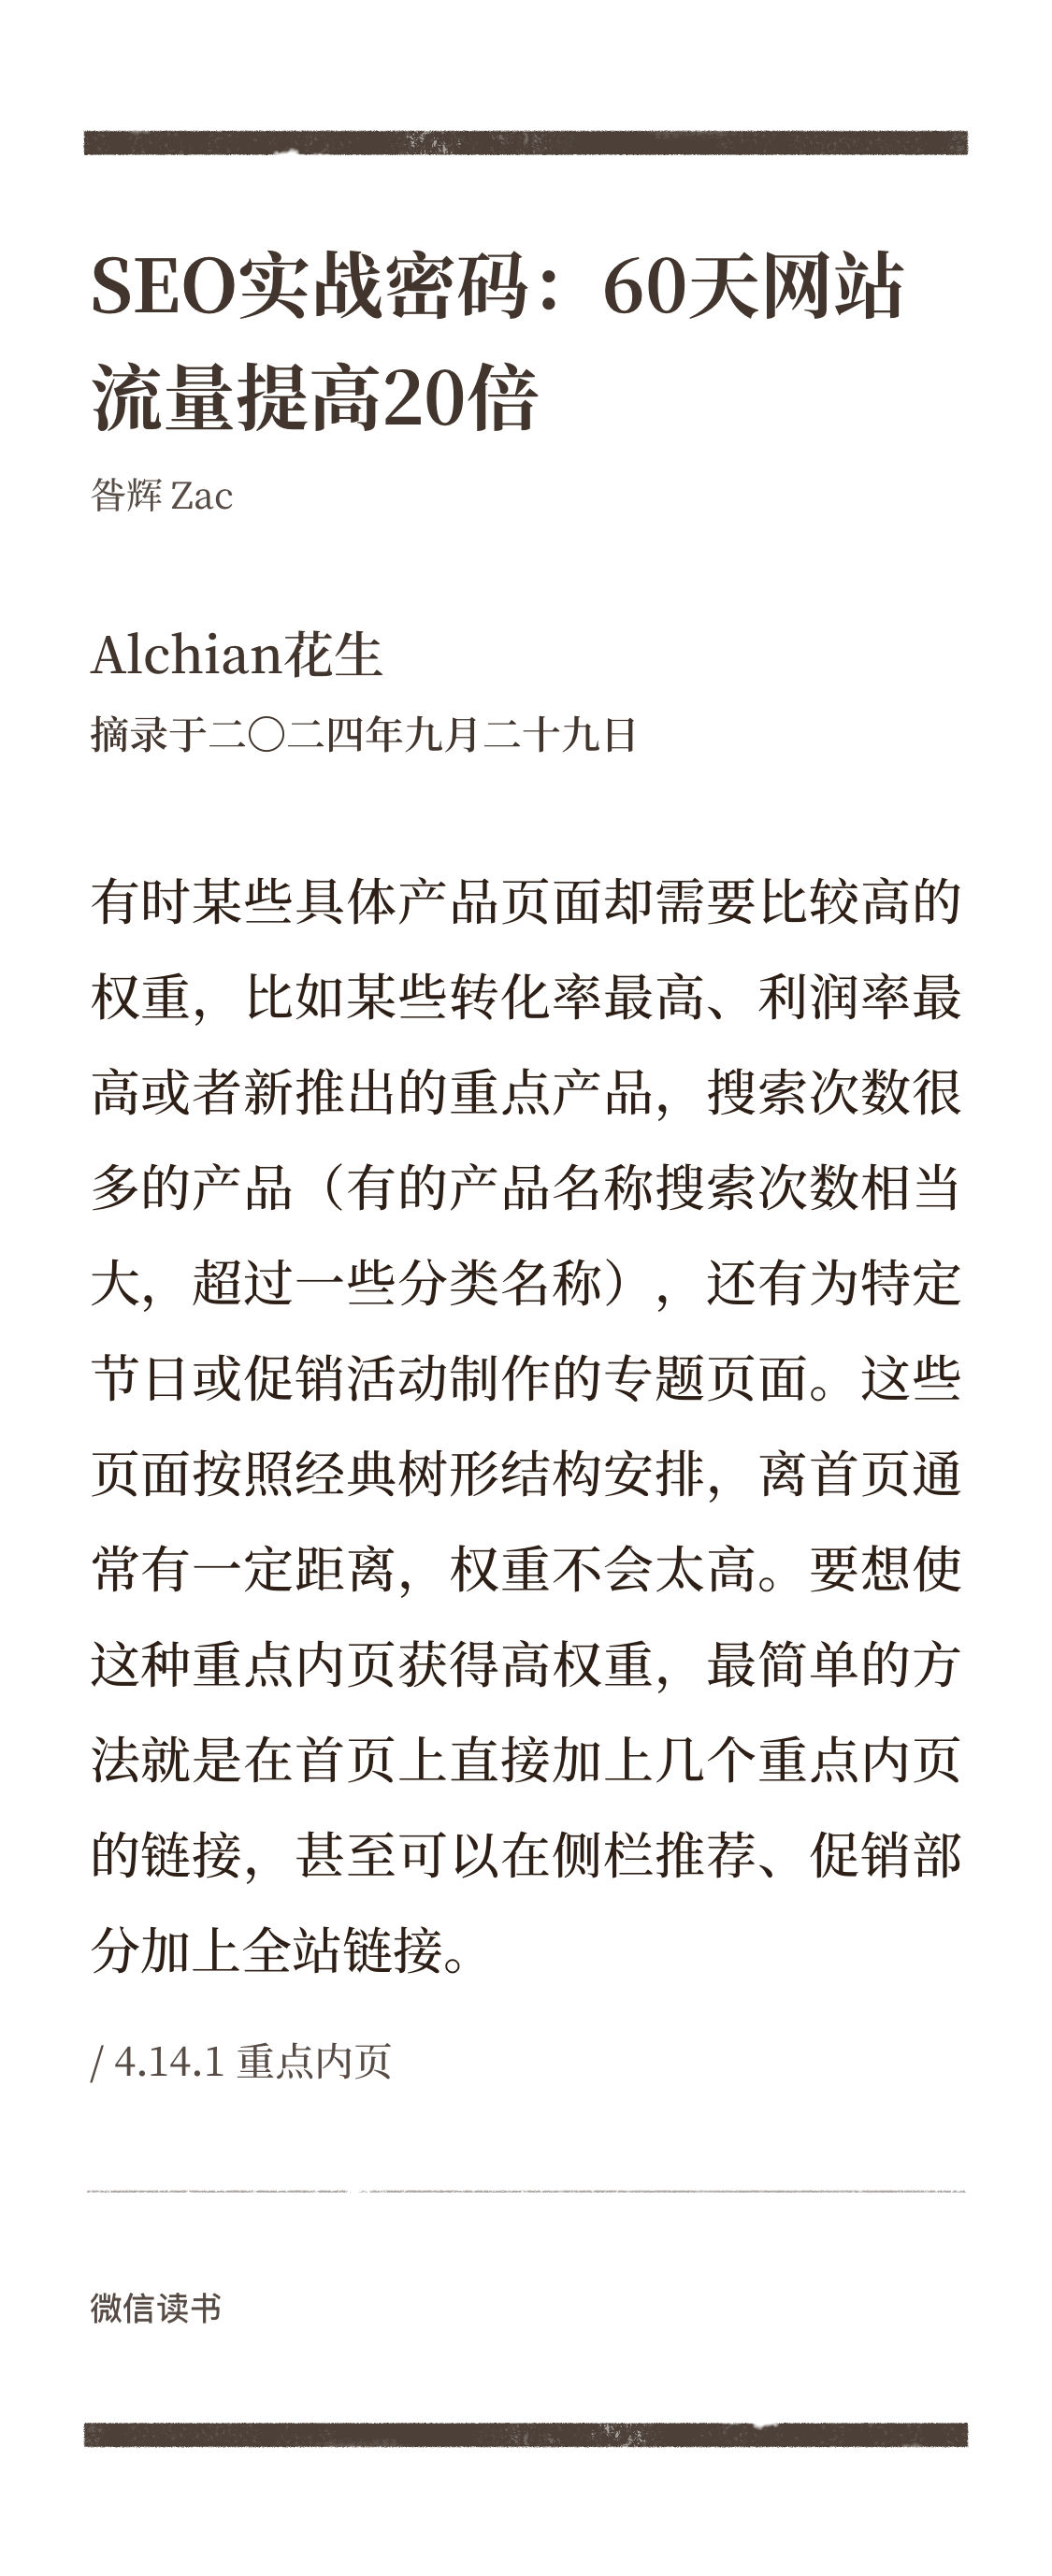 SEO实战密码：60天网站
流量提高20倍
昝辉 Zac
Alchian花生
摘录于二〇二四年九月二十九日
有时某些具体产品页面却需要比较高的
权重，比如某些转化率最高、利润率最
高或者新推出的重点产品，搜索次数很
多的产品（有的产品名称搜索次数相当
大，超过一些分类名称），还有为特定
节日或促销活动制作的专题页面。这些
页面按照经典树形结构安排，离首页通
常有一定距离，权重不会太高。要想使
这种重点内页获得高权重，最简单的方
法就是在首页上直接加上几个重点内页
的链接，甚至可以在侧栏推荐、促销部
分加上全站链接。
/ 4.14.1 重点内页
微信读书